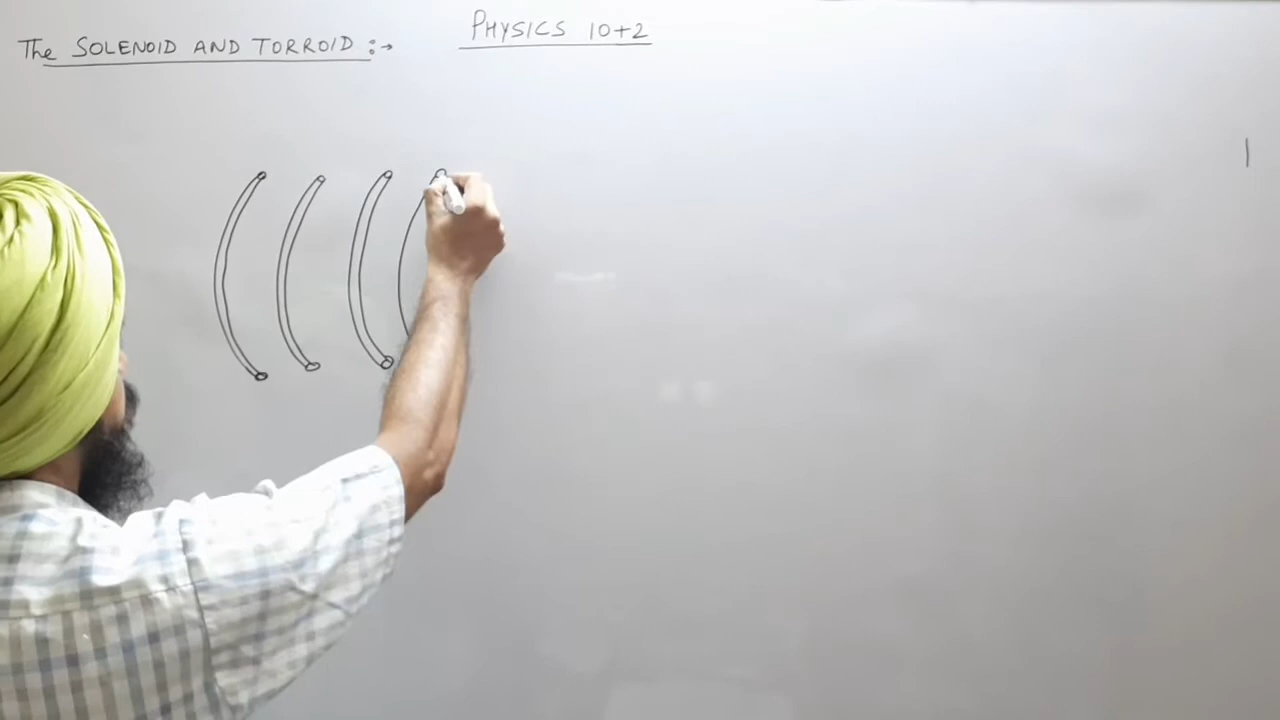 PHYSICS 10+2
The SOLENOID AND TORROID :→